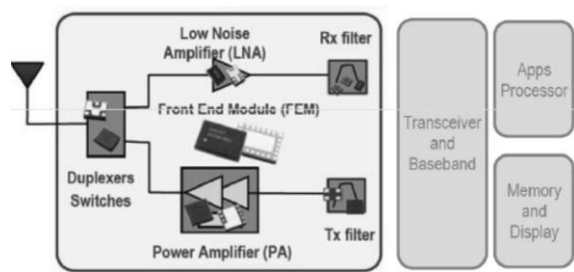 Low Noise
Amplifier (LNA)
Rx filter
Front End Module (FEM)
Duplexers
Switches
Power Amplifier (PA)
Tx filter
Transceiver
and
Baseband
Apps
Processor
Memory
and
Display